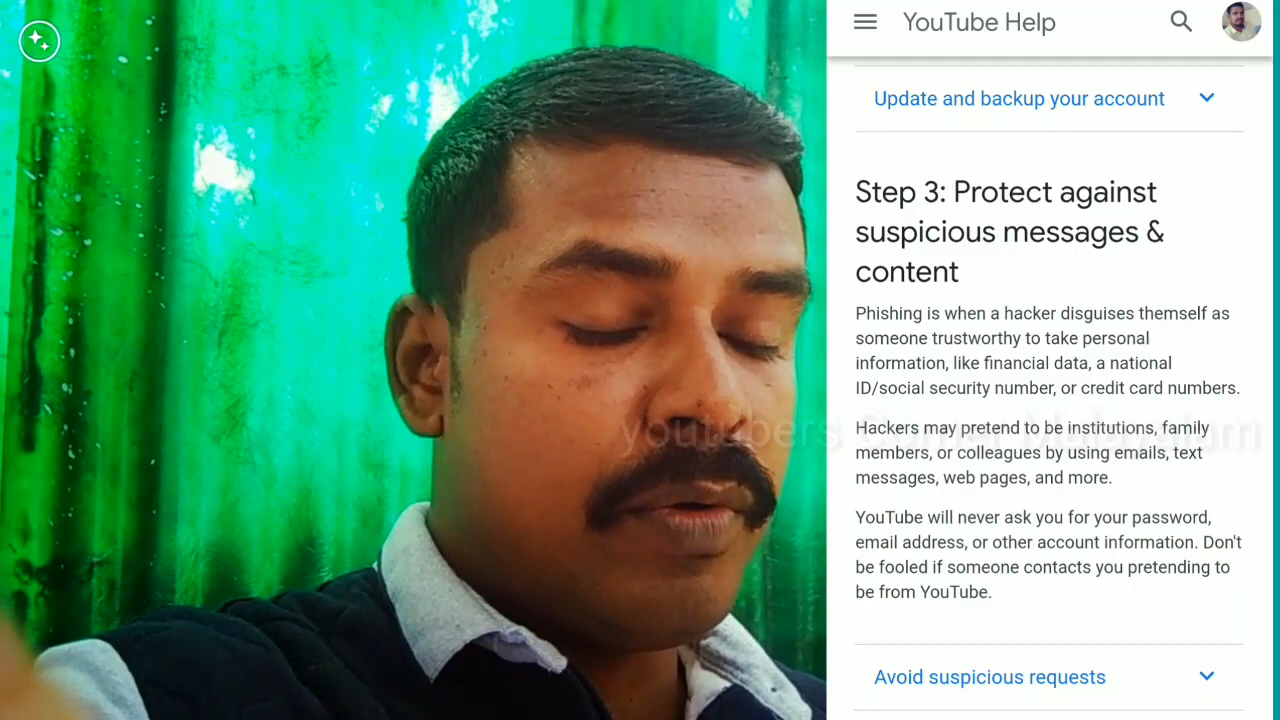 YouTube Help
Update and backup your account
Step 3: Protect against
suspicious messages &
content
Phishing is when a hacker disguises themself as
someone trustworthy to take personal
information, like financial data, a national
ID/social security number, or credit card numbers.
youtubers Corner Malayalam
Hackers may pretend to be institutions, family
members, or colleagues by using emails, text
messages, web pages, and more.
YouTube will never ask you for your password,
email address, or other account information. Don't
be fooled if someone contacts you pretending to
be from YouTube.
Avoid suspicious requests